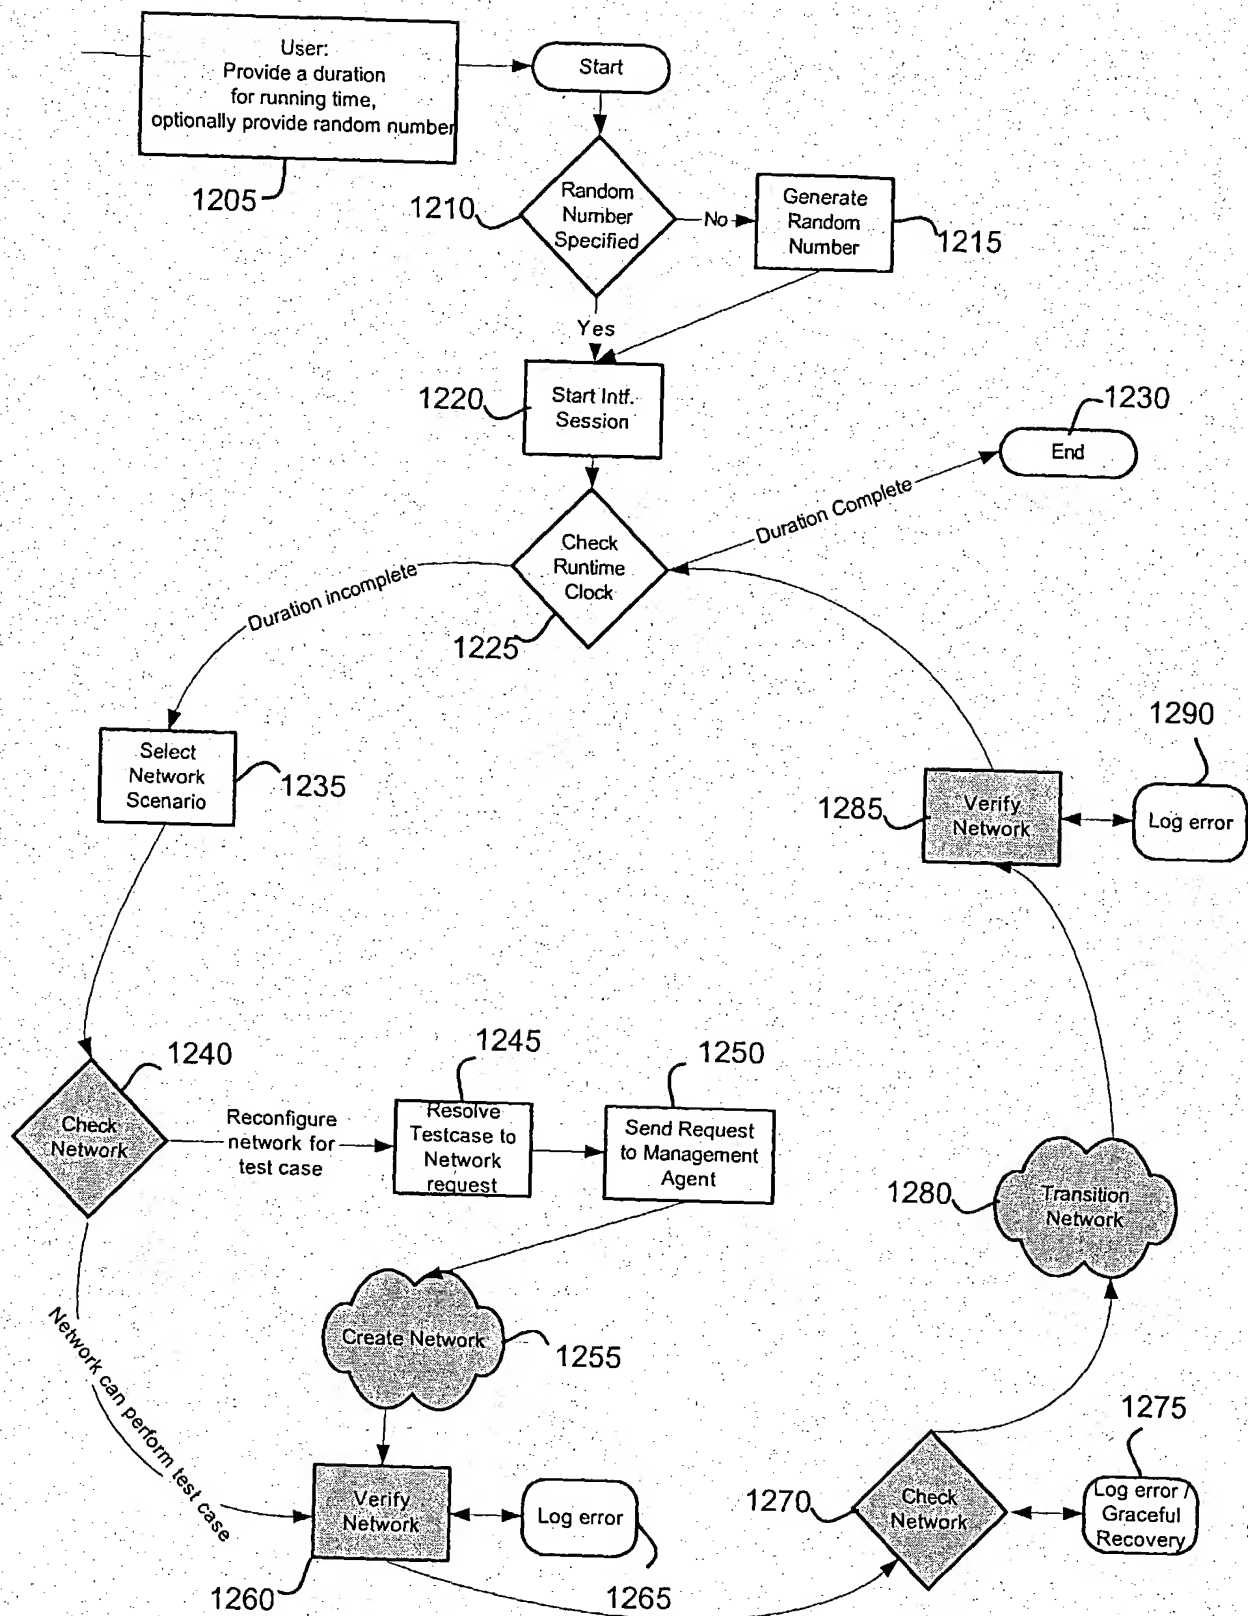 User:
Provide a duration
for running time,
optionally provide random number
1205
Start
Random
Number
Specified
1210
No
Generate
Random
Number
1215
Yes
Start Intf.
Session
1220
1230
End
Duration Complete
Check
Runtime
Clock
1225
Duration incomplete
Select
Network
Scenario
1235
1290
Verify
Network
1285
Log error
1240
Check
Network
Reconfigure
network for
test case
1245
Resolve
Testcase to
Network
request
1250
Send Request
to Management
Agent
Transition
Network
1280
Create Network
1255
Network can perform test case
Verify
Network
1260
Log error
1265
Check
Network
1270
1275
Log error /
Graceful
Recovery